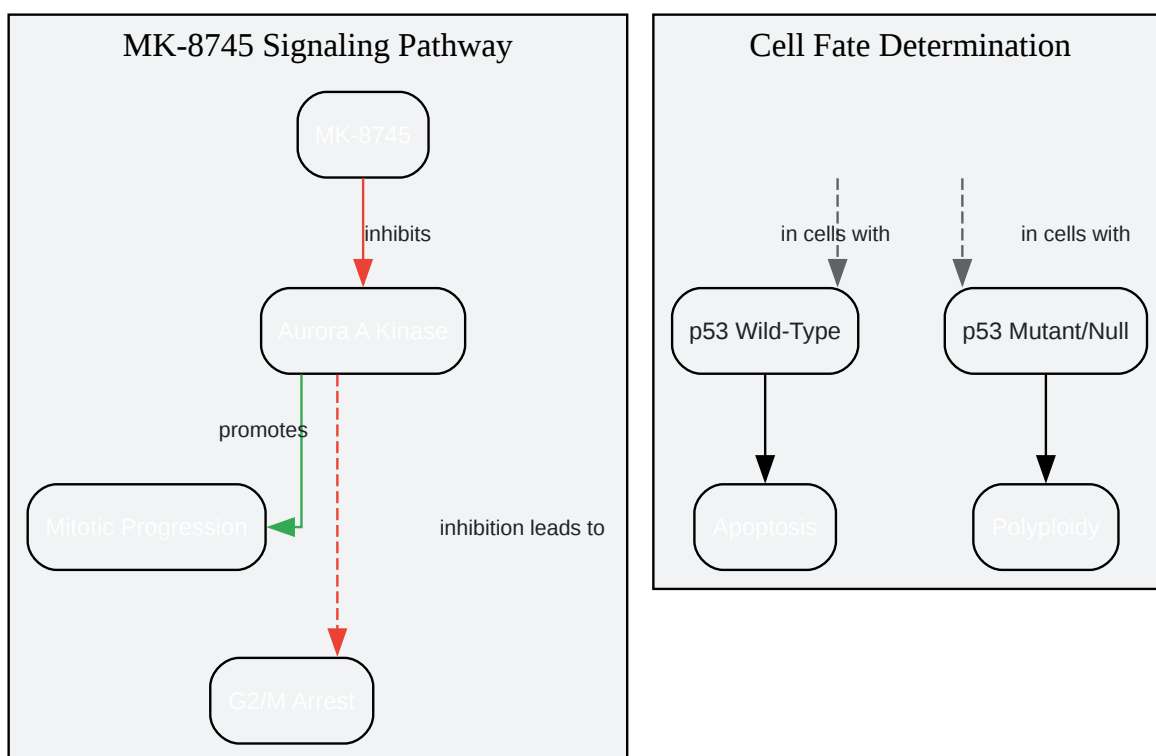 MK-8745 Signaling Pathway
MK-8745
inhibits
Aurora A Kinase
promotes
Mitotic Progression
inhibition leads to
G2/M Arrest
Cell Fate Determination
in cells with
in cells with
p53 Wild-Type
p53 Mutant/Null
Apoptosis
Polyploidy